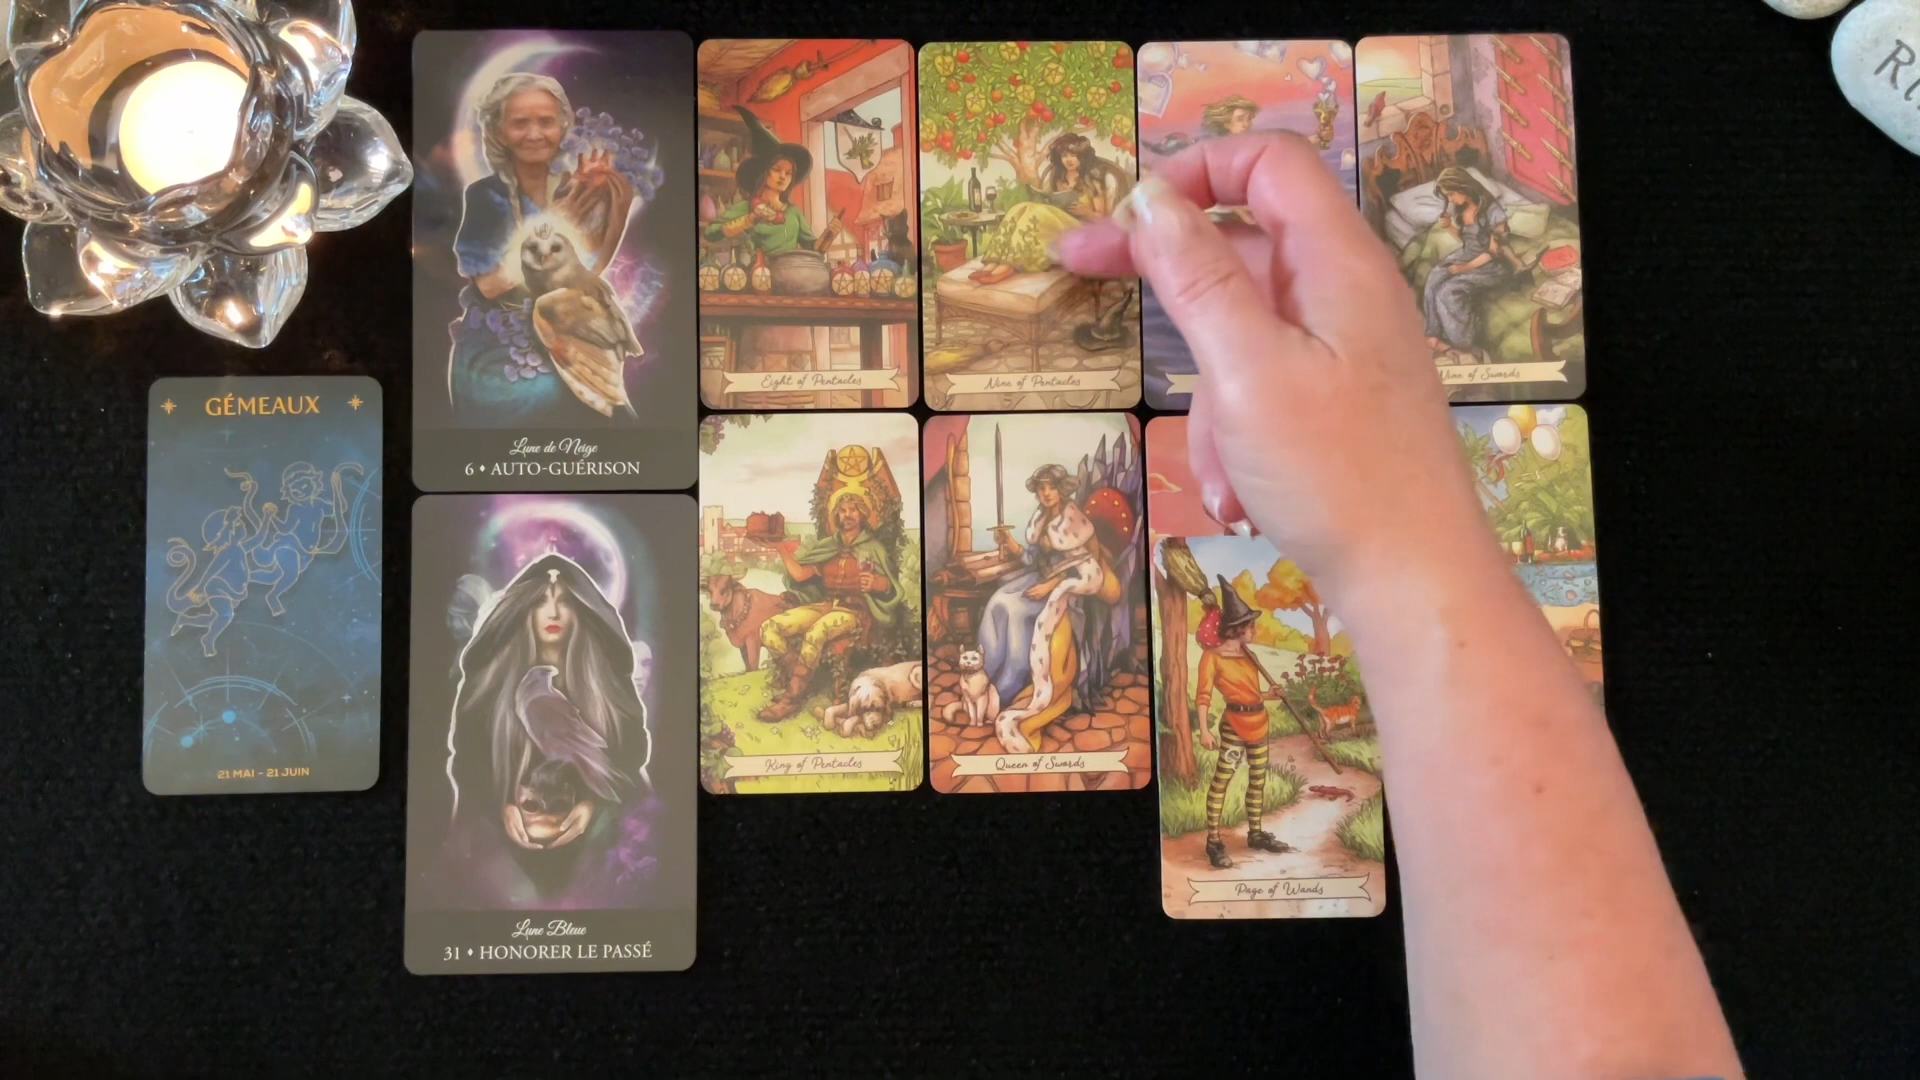 GÉMEAUX
21 MAI - 21 JUIN
Lune de Neige
6 ♦ AUTO-GUÉRISON
Lune Bleue
31 ♦ HONORER LE PASSÉ
Eight of Pentacles
Nine of Pentacles
Nine of Swords
King of Pentacles
Queen of Swords
Page of Wands